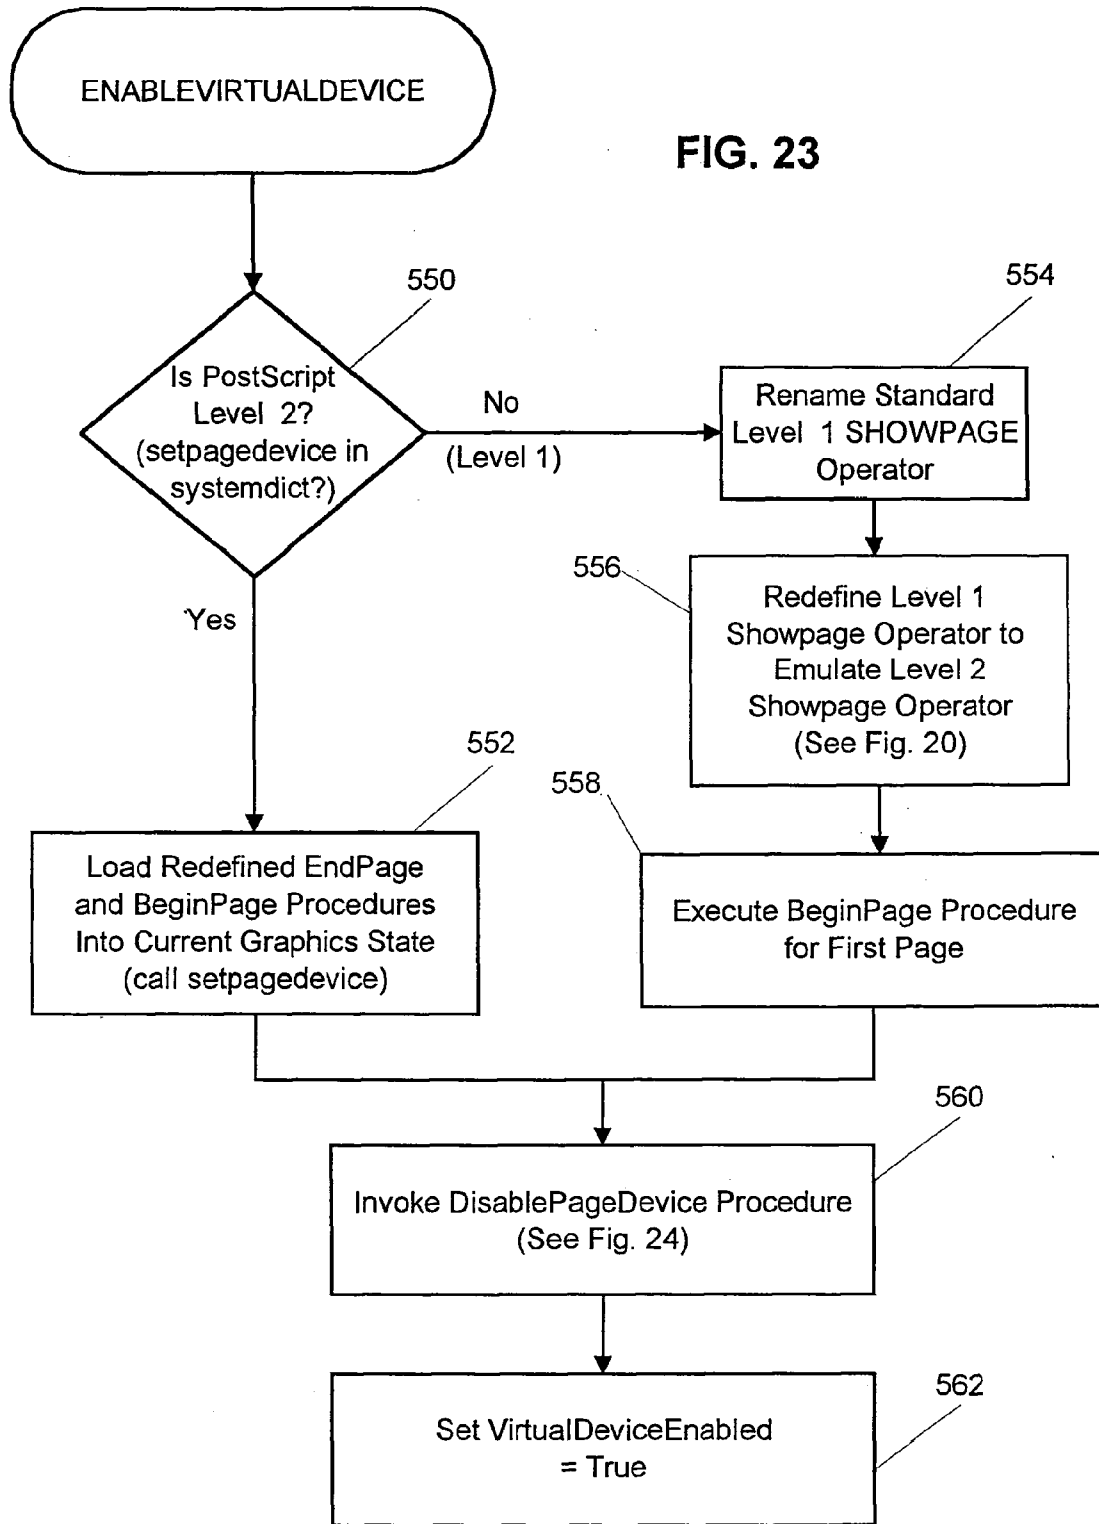 ENABLEVIRTUALDEVICE
FIG. 23
550
Is PostScript
Level 2?
(setpagedevice in
systemdict?)
No
(Level 1)
554
Rename Standard
Level 1 SHOWPAGE
Operator
556
Redefine Level 1
Showpage Operator to
Emulate Level 2
Showpage Operator
(See Fig. 20)
Yes
552
Load Redefined EndPage
and BeginPage Procedures
Into Current Graphics State
(call setpagedevice)
558
Execute BeginPage Procedure
for First Page
560
Invoke DisablePageDevice Procedure
(See Fig. 24)
562
Set VirtualDeviceEnabled
= True